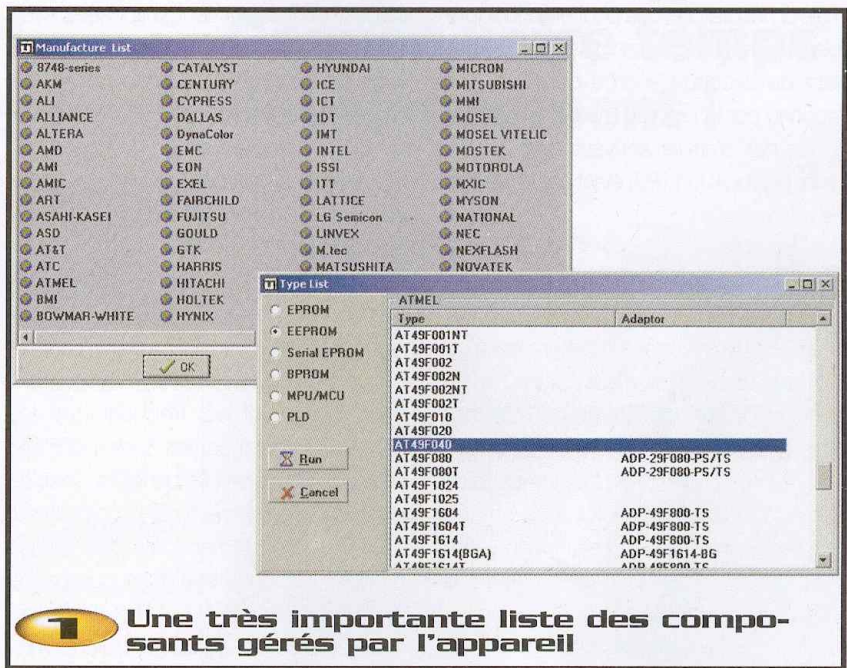 Manufacture List
8748-series CATALYST HYUNDAI MICRON
AKM CENTURY ICE MITSUBISHI
ALI CYPRESS ICT MMI
ALLIANCE DALLAS IDT MOSEL
ALTERA DynaColor IMT MOSEL VITELIC
AMD EMC INTEL MOSTEK
AMI EON ISSI MOTOROLA
AMIC EXEL ITT MXIC
ART FAIRCHILD LATTICE MYSON
ASAHI-KASEI FUJITSU LG Semicon NATIONAL
ASD GOULD LINVEX NEC
AT&T GTK M.tec NEXFLASH
ATC HARRIS MATSUSHITA NOVATEK
ATMEL HITACHI
BMI HOLTEK
BOWMAR-WHITE HYNIX
OK
Type List
EPROM
EEPROM
Serial EPROM
BPROM
MPU/MCU
PLD
Run
Cancel
ATMEL
Type Adaptor
AT49F001NT
AT49F001T
AT49F002
AT49F002N
AT49F002NT
AT49F002T
AT49F010
AT49F020
AT49F040
AT49F080 ADP-29F080-PS/TS
AT49F080T ADP-29F080-PS/TS
AT49F1024
AT49F1025
AT49F1604 ADP-49F800-TS
AT49F1604T ADP-49F800-TS
AT49F1614 ADP-49F800-TS
AT49F1614(BGA) ADP-49F1614-BG
AT49F1614T ADP-49F800-TS
1 Une très importante liste des compo-
sants gérés par l'appareil